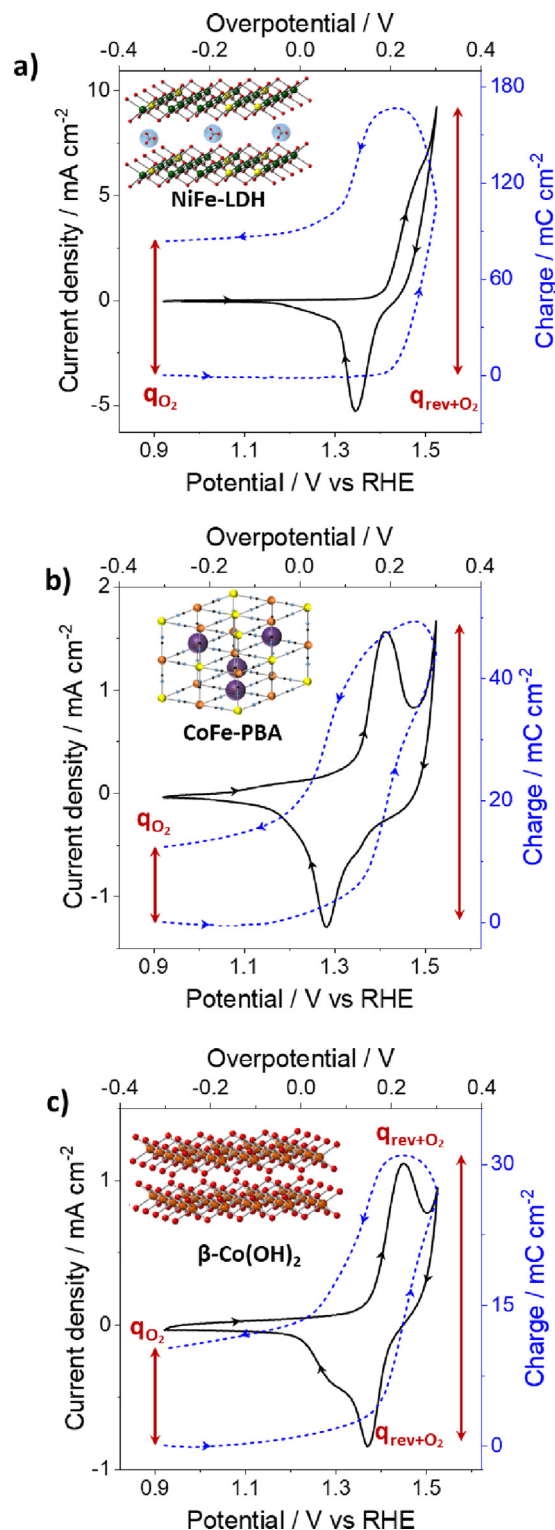 a)
Overpotential / V
-0.4 -0.2 0.0 0.2 0.4
Current density / mA cm⁻²
10
5
0
-5
NiFe-LDH
qO₂
qrev+O₂
180
120
60
0
Charge / mC cm⁻²
0.9 1.1 1.3 1.5
Potential / V vs RHE
b)
Overpotential / V
-0.4 -0.2 0.0 0.2 0.4
Current density / mA cm⁻²
2
1
0
-1
CoFe-PBA
qO₂
40
20
0
Charge / mC cm⁻²
0.9 1.1 1.3 1.5
Potential / V vs RHE
c)
Overpotential / V
-0.4 -0.2 0.0 0.2 0.4
Current density / mA cm⁻²
1
0
-1
qrev+O₂
β-Co(OH)₂
qO₂
qrev+O₂
30
15
0
Charge / mC cm⁻²
0.9 1.1 1.3 1.5
Potential / V vs RHE